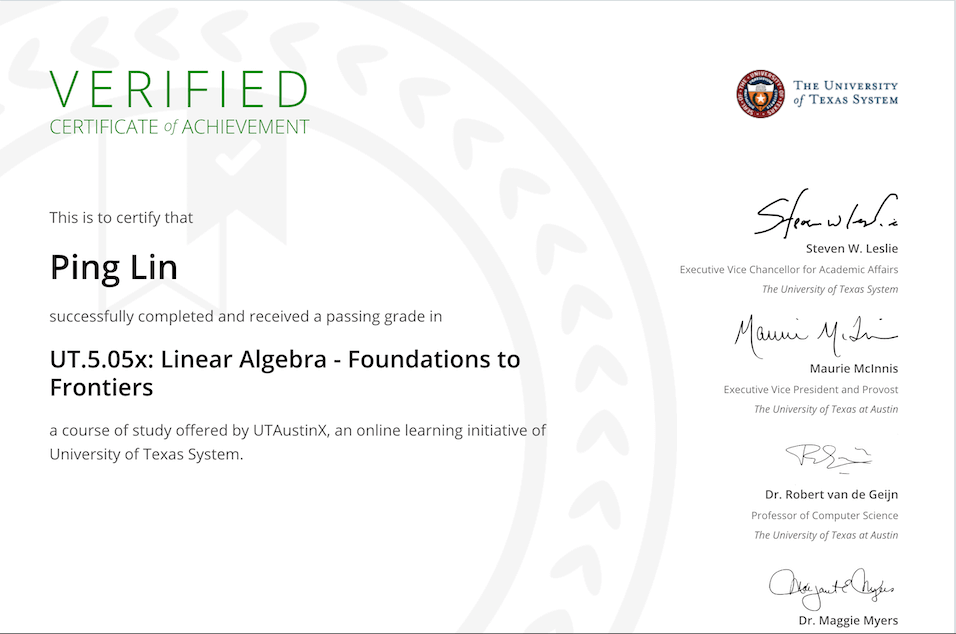 VERIFIED
CERTIFICATE of ACHIEVEMENT
THE UNIVERSITY
of TEXAS SYSTEM
This is to certify that
Ping Lin
successfully completed and received a passing grade in
UT.5.05x: Linear Algebra - Foundations to
Frontiers
a course of study offered by UTAustinX, an online learning initiative of
University of Texas System.
Steven W. Leslie
Executive Vice Chancellor for Academic Affairs
The University of Texas System
Maurie McInnis
Executive Vice President and Provost
The University of Texas at Austin
Dr. Robert van de Geijn
Professor of Computer Science
The University of Texas at Austin
Dr. Maggie Myers